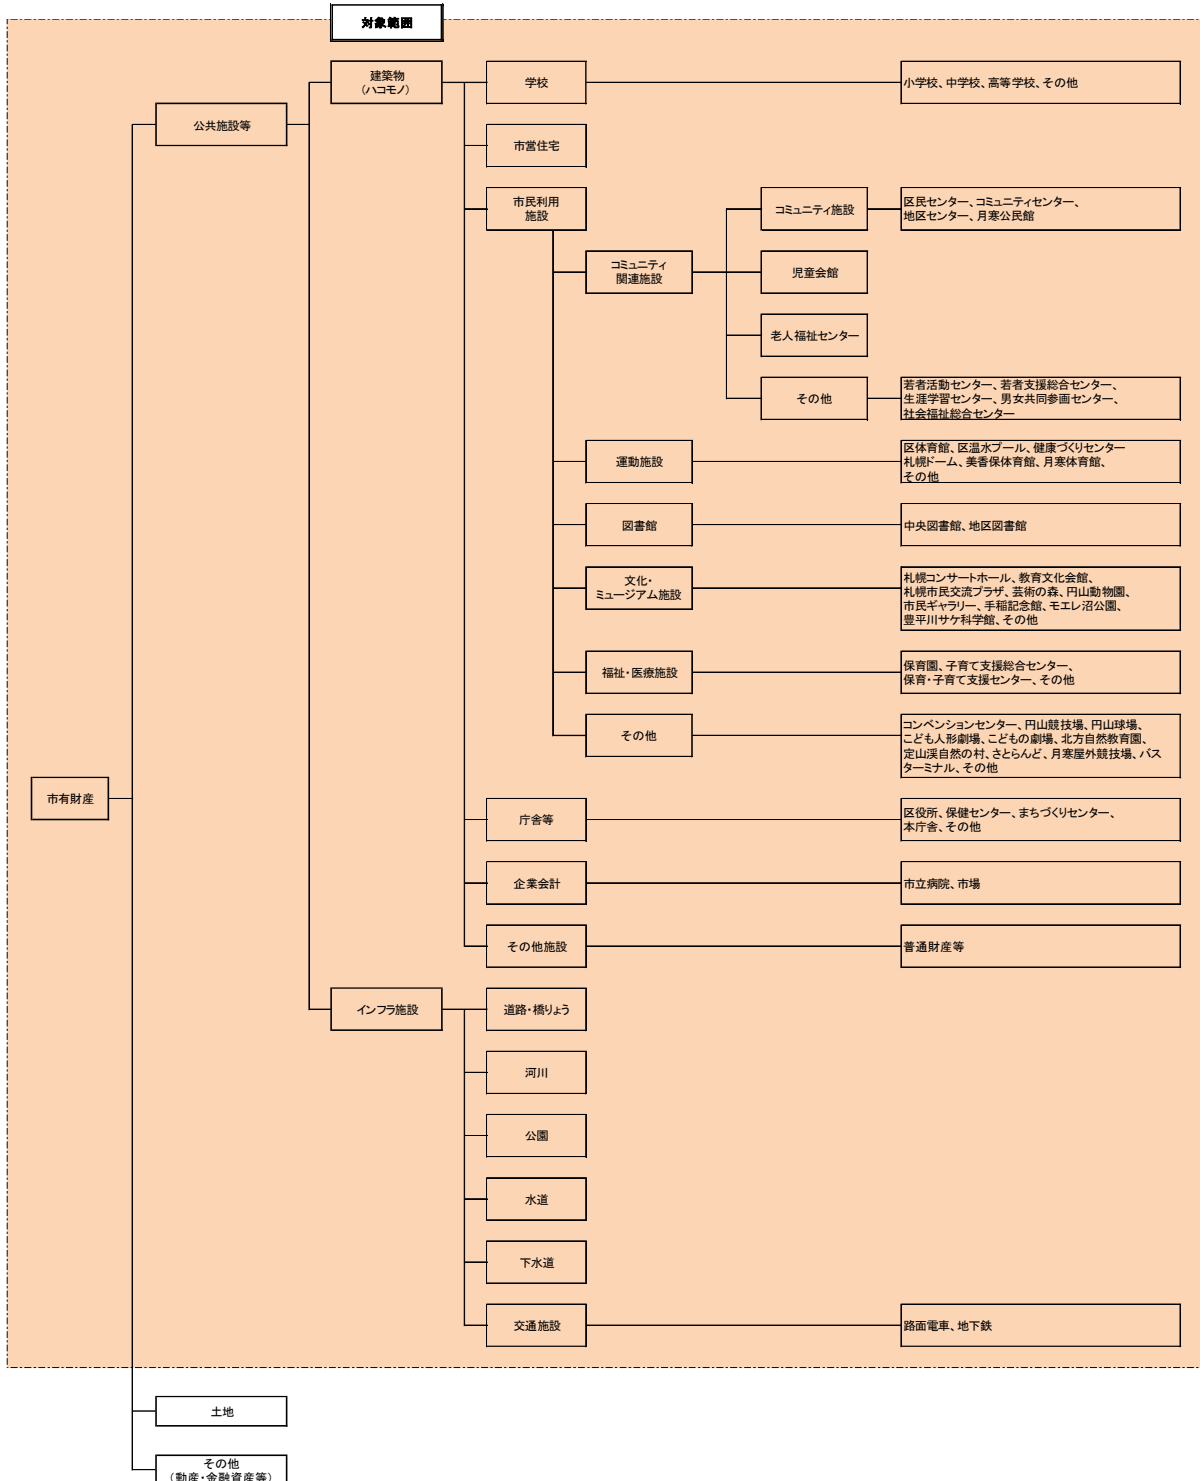 対象範囲
建築物
（ハコモノ）
学校
小学校、中学校、高等学校、その他
公共施設等
市営住宅
市民利用
施設
コミュニティ施設
区民センター、コミュニティセンター、
地区センター、月寒公民館
コミュニティ
関連施設
児童会館
老人福祉センター
その他
若者活動センター、若者支援総合センター、
生涯学習センター、男女共同参画センター、
社会福祉総合センター
運動施設
区体育館、区温水プール、健康づくりセンター
札幌ドーム、美香保体育館、月寒体育館、
その他
図書館
中央図書館、地区図書館
文化・
ミュージアム施設
札幌コンサートホール、教育文化会館、
札幌市民交流プラザ、芸術の森、円山動物園、
市民ギャラリー、手稲記念館、モエレ沼公園、
豊平川サケ科学館、その他
福祉・医療施設
保育園、子育て支援総合センター、
保育・子育て支援センター、その他
その他
コンベンションセンター、円山競技場、円山球場、
こども人形劇場、こどもの劇場、北方自然教育園、
定山渓自然の村、さとらんど、月寒屋外競技場、バス
ターミナル、その他
市有財産
庁舎等
区役所、保健センター、まちづくりセンター、
本庁舎、その他
企業会計
市立病院、市場
その他施設
普通財産等
インフラ施設
道路・橋りょう
河川
公園
水道
下水道
交通施設
路面電車、地下鉄
土地
その他
（動産・金融資産等）